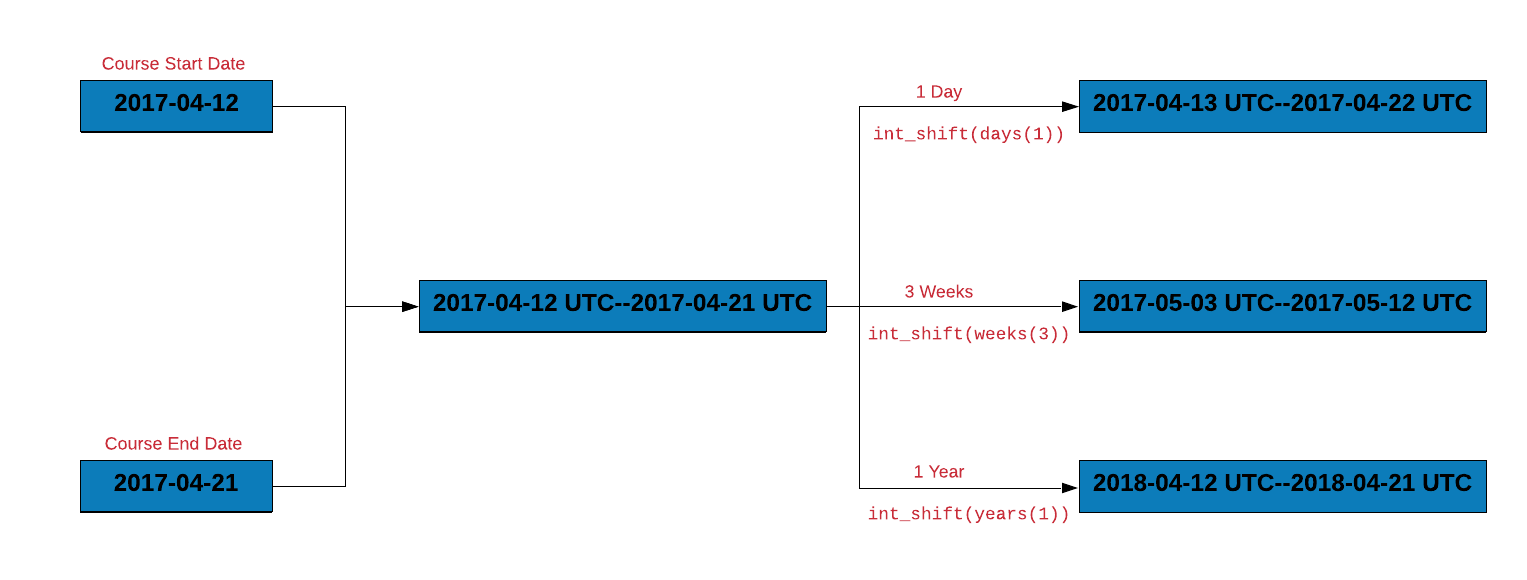 Course Start Date
2017-04-12
Course End Date
2017-04-21
2017-04-12 UTC--2017-04-21 UTC
1 Day
int_shift(days(1))
2017-04-13 UTC--2017-04-22 UTC
3 Weeks
int_shift(weeks(3))
2017-05-03 UTC--2017-05-12 UTC
1 Year
int_shift(years(1))
2018-04-12 UTC--2018-04-21 UTC